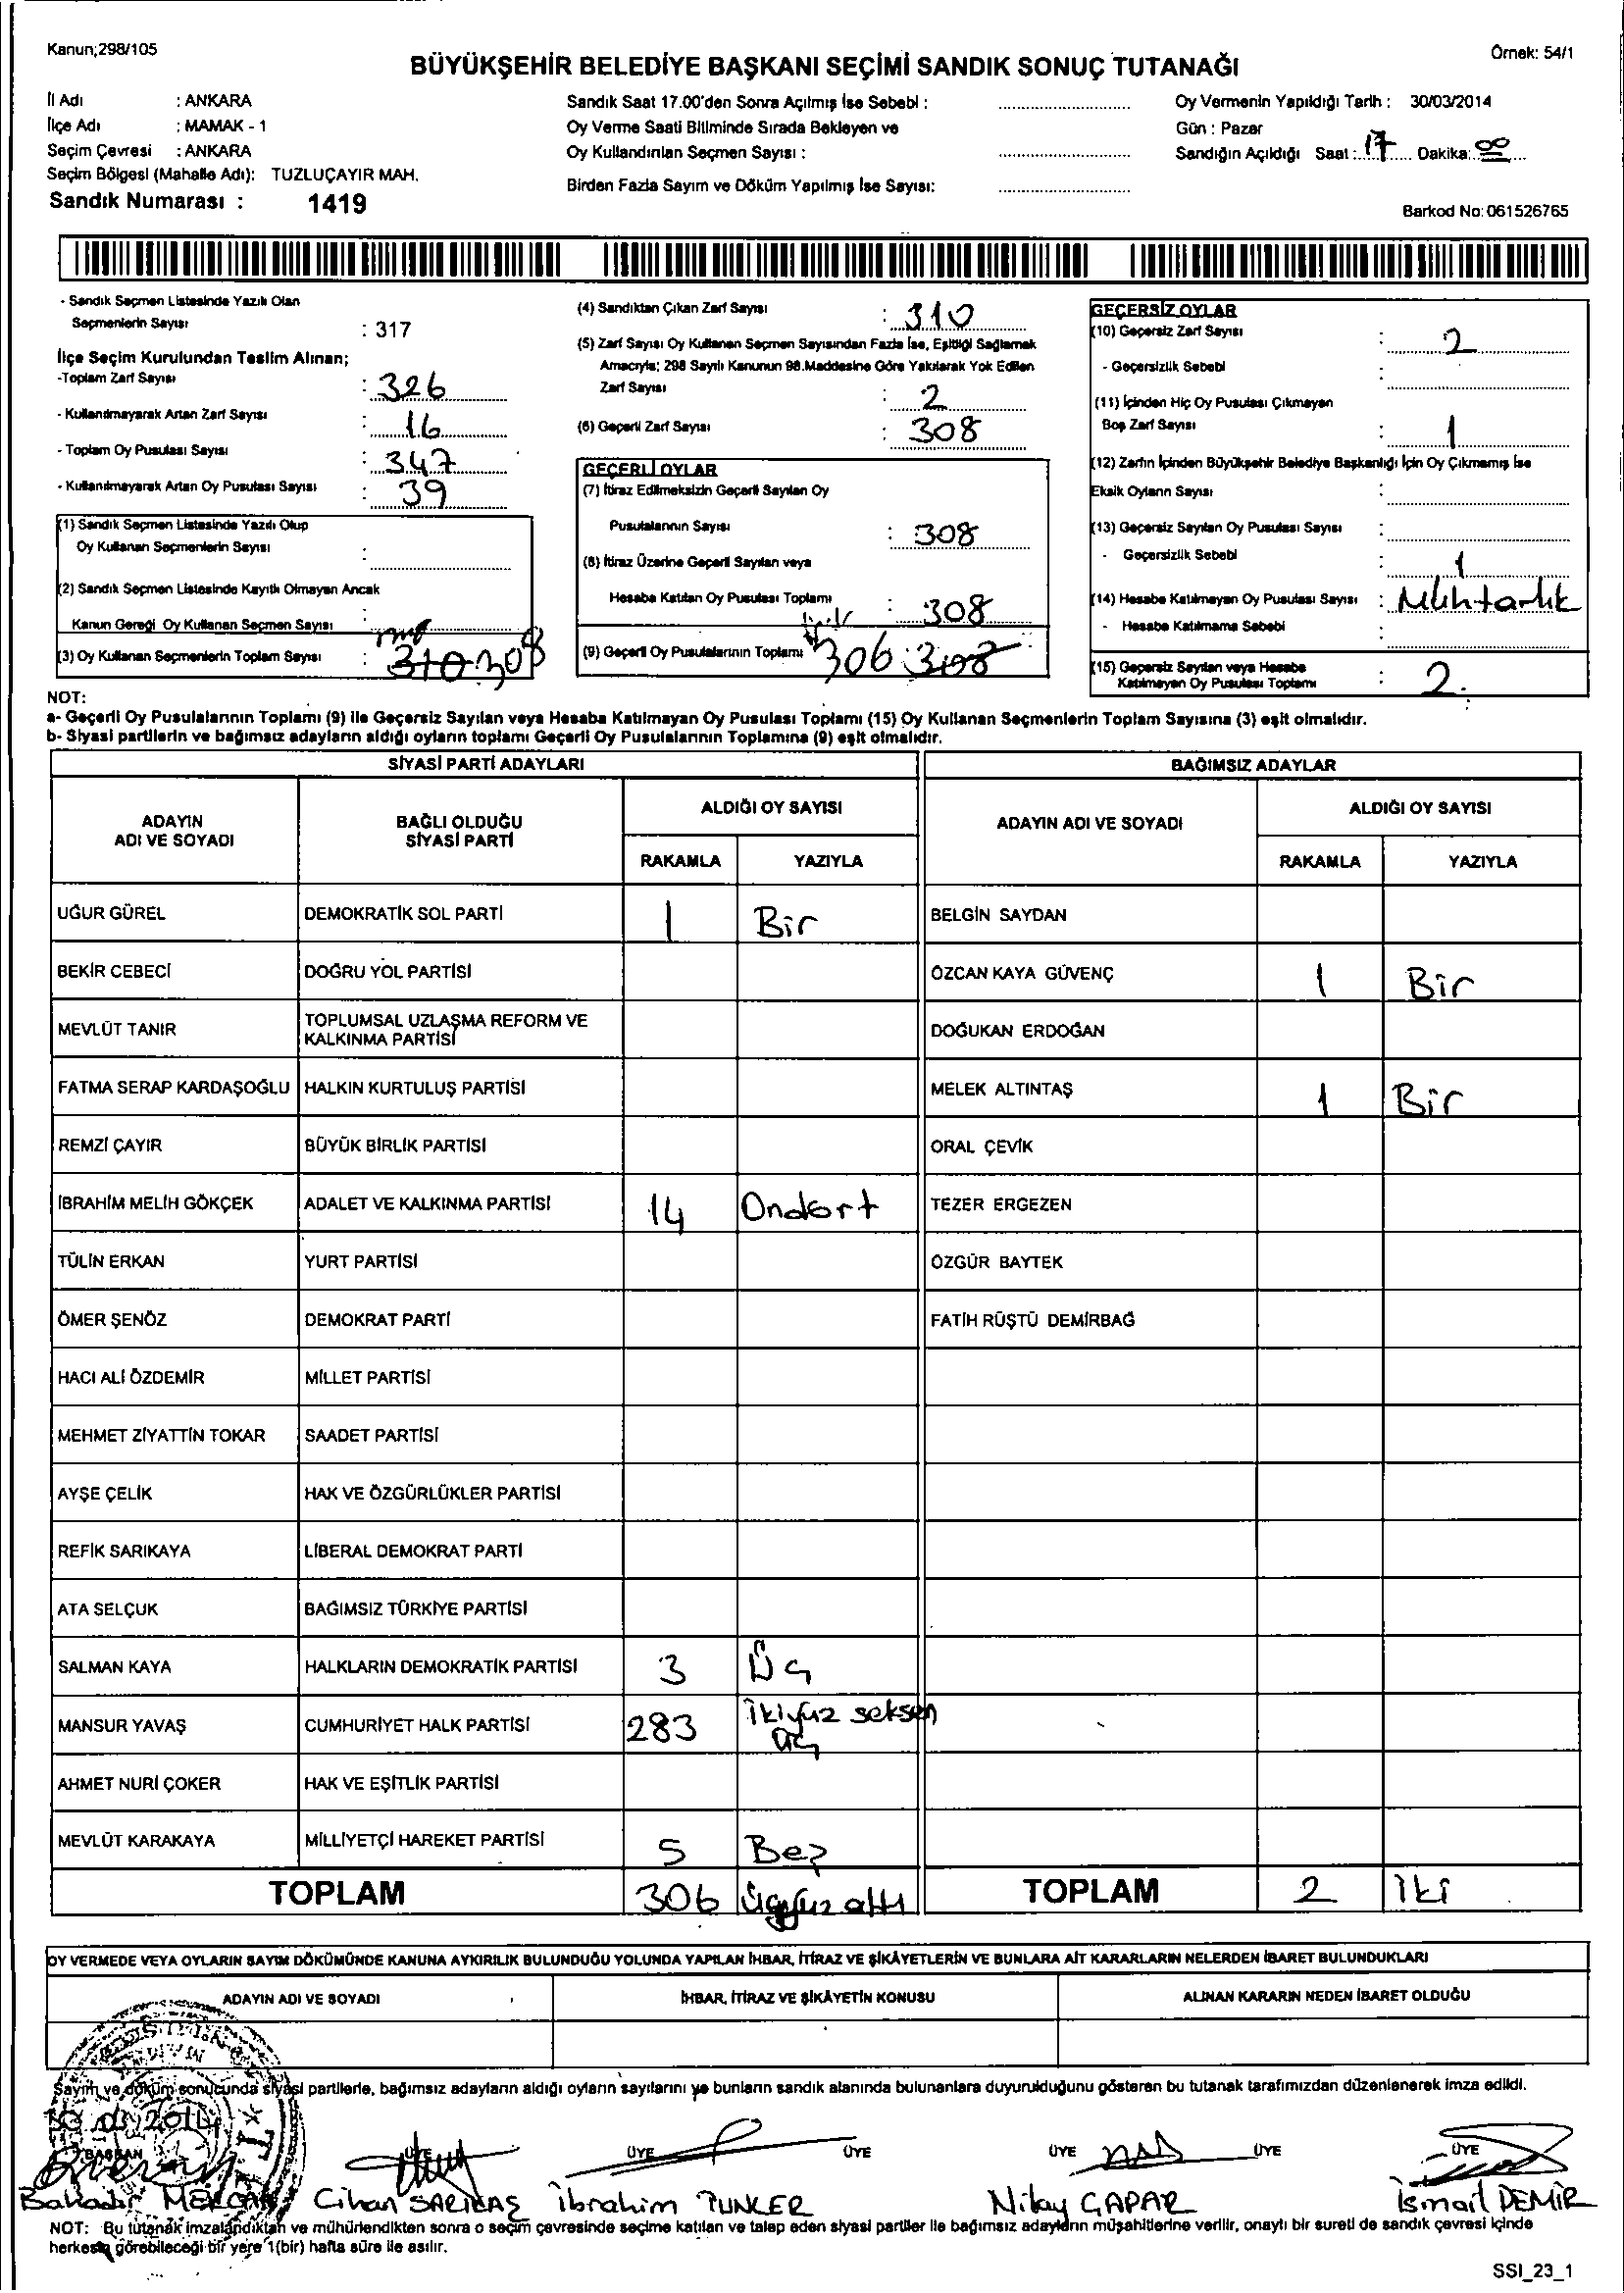 Kanun;298/105
Örnek: 54/1
BÜYÜKŞEHİR BELEDİYE BAŞKANI SEÇİMİ SANDIK SONUÇ TUTANAĞI
İl Adı : ANKARA
İlçe Adı : MAMAK - 1
Seçim Çevresi : ANKARA
Seçim Bölgesi (Mahalle Adı): TUZLUÇAYIR MAH.
Sandık Numarası : 1419
Sandık Saat 17.00'den Sonra Açılmış İse Sebebi :
Oy Verme Saati Bitiminde Sırada Bekleyen ve
Oy Kullandırılan Seçmen Sayısı :
Birden Fazla Sayım ve Döküm Yapılmış İse Sayısı:
Oy Vermenin Yapıldığı Tarih : 30/03/2014
Gün : Pazar
Sandığın Açıldığı Saat : 17 Dakika: 00
Barkod No: 061526765
- Sandık Seçmen Listesinde Yazılı Olan
Seçmenlerin Sayısı : 317
İlçe Seçim Kurulundan Teslim Alınan;
-Toplam Zarf Sayısı : 326
- Kullanılmayarak Artan Zarf Sayısı : 16
- Toplam Oy Pusulası Sayısı : 347
- Kullanılmayarak Artan Oy Pusulası Sayısı : 39
(1) Sandık Seçmen Listesinde Yazılı Olup
Oy Kullanan Seçmenlerin Sayısı :
(2) Sandık Seçmen Listesinde Kayıtlı Olmayan Ancak
Kanun Gereği Oy Kullanan Seçmen Sayısı :
(3) Oy Kullanan Seçmenlerin Toplam Sayısı : 310 308
(4) Sandıktan Çıkan Zarf Sayısı : 310
(5) Zarf Sayısı Oy Kullanan Seçmen Sayısından Fazla İse, Eşitliği Sağlamak
Amacıyla; 298 Sayılı Kanunun 98.Maddesine Göre Yakılarak Yok Edilen
Zarf Sayısı : 2
(6) Geçerli Zarf Sayısı : 308
GEÇERLİ OYLAR
(7) İtiraz Edilmeksizin Geçerli Sayılan Oy
Pusulalarının Sayısı : 308
(8) İtiraz Üzerine Geçerli Sayılan veya
Hesaba Katılan Oy Pusulası Toplamı : 308
(9) Geçerli Oy Pusulalarının Toplamı : 306 308
GEÇERSİZ OYLAR
(10) Geçersiz Zarf Sayısı : 2
- Geçersizlik Sebebi :
(11) İçinden Hiç Oy Pusulası Çıkmayan
Boş Zarf Sayısı : 1
(12) Zarfın İçinden Büyükşehir Belediye Başkanlığı İçin Oy Çıkmamış İse
Eksik Oyların Sayısı :
(13) Geçersiz Sayılan Oy Pusulası Sayısı :
- Geçersizlik Sebebi : 1
(14) Hesaba Katılmayan Oy Pusulası Sayısı : Muhtarlık
- Hesaba Katılmama Sebebi :
(15) Geçersiz Sayılan veya Hesaba
Katılmayan Oy Pusulası Toplamı : 2
NOT:
a- Geçerli Oy Pusulalarının Toplamı (9) ile Geçersiz Sayılan veya Hesaba Katılmayan Oy Pusulası Toplamı (15) Oy Kullanan Seçmenlerin Toplam Sayısına (3) eşit olmalıdır.
b- Siyasi partilerin ve bağımsız adayların aldığı oyların toplamı Geçerli Oy Pusulalarının Toplamına (9) eşit olmalıdır.
SİYASİ PARTİ ADAYLARI BAĞIMSIZ ADAYLAR
ADAYIN
ADI VE SOYADI
BAĞLI OLDUĞU
SİYASİ PARTİ
ALDIĞI OY SAYISI
RAKAMLA YAZIYLA
ADAYIN ADI VE SOYADI
ALDIĞI OY SAYISI
RAKAMLA YAZIYLA
UĞUR GÜREL DEMOKRATİK SOL PARTİ 1 Bir BELGİN SAYDAN
BEKİR CEBECİ DOĞRU YOL PARTİSİ ÖZCAN KAYA GÜVENÇ 1 Bir
MEVLÜT TANIR TOPLUMSAL UZLAŞMA REFORM VE
KALKINMA PARTİSİ DOĞUKAN ERDOĞAN
FATMA SERAP KARDAŞOĞLU HALKIN KURTULUŞ PARTİSİ MELEK ALTINTAŞ 1 Bir
REMZİ ÇAYIR BÜYÜK BİRLİK PARTİSİ ORAL ÇEVİK
İBRAHİM MELİH GÖKÇEK ADALET VE KALKINMA PARTİSİ 14 Ondört TEZER ERGEZEN
TÜLİN ERKAN YURT PARTİSİ ÖZGÜR BAYTEK
ÖMER ŞENÖZ DEMOKRAT PARTİ FATİH RÜŞTÜ DEMİRBAĞ
HACI ALİ ÖZDEMİR MİLLET PARTİSİ
MEHMET ZİYATTİN TOKAR SAADET PARTİSİ
AYŞE ÇELİK HAK VE ÖZGÜRLÜKLER PARTİSİ
REFİK SARIKAYA LİBERAL DEMOKRAT PARTİ
ATA SELÇUK BAĞIMSIZ TÜRKİYE PARTİSİ
SALMAN KAYA HALKLARIN DEMOKRATİK PARTİSİ 3 Üç
MANSUR YAVAŞ CUMHURİYET HALK PARTİSİ 283 İkiyüz seksen
üç
AHMET NURİ ÇOKER HAK VE EŞİTLİK PARTİSİ
MEVLÜT KARAKAYA MİLLİYETÇİ HAREKET PARTİSİ 5 Beş
TOPLAM 306 Üçyüz altı TOPLAM 2 İki
OY VERMEDE VEYA OYLARIN SAYIM DÖKÜMÜNDE KANUNA AYKIRILIK BULUNDUĞU YOLUNDA YAPILAN İHBAR, İTİRAZ VE ŞİKÂYETLERİN VE BUNLARA AİT KARARLARIN NELERDEN İBARET BULUNDUKLARI
ADAYIN ADI VE SOYADI İHBAR, İTİRAZ VE ŞİKÂYETİN KONUSU ALINAN KARARIN NEDEN İBARET OLDUĞU
Sayım ve döküm sonucunda siyasi partilerle, bağımsız adayların aldığı oyların sayılarını ve bunların sandık alanında bulunanlara duyurulduğunu gösteren bu tutanak tarafımızdan düzenlenerek imza edildi.
30.03.2014
BAŞKAN ÜYE ÜYE ÜYE ÜYE ÜYE ÜYE
Bahadır Cihan SARIBAŞ İbrahim TUNCER Nilay ÇAPAR İsmail DEMİR
NOT: Bu tutanak imzalandıktan ve mühürlendikten sonra o seçim çevresinde seçime katılan ve talep eden siyasi partiler ile bağımsız adayların müşahitlerine verilir, onaylı bir sureti de sandık çevresi içinde
herkesin görebileceği bir yere 1(bir) hafta süre ile asılır.
SSI_23_1